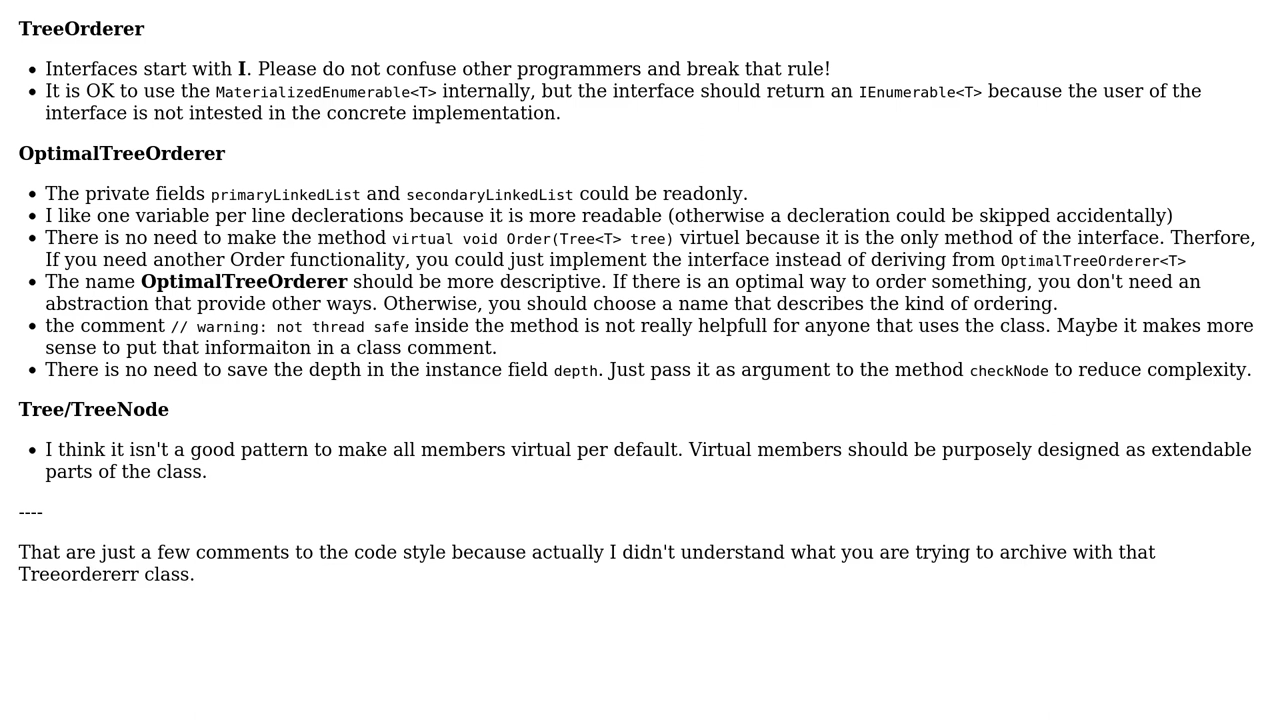 TreeOrderer
• Interfaces start with I. Please do not confuse other programmers and break that rule!
• It is OK to use the MaterializedEnumerable<T> internally, but the interface should return an IEnumerable<T> because the user of the
interface is not intested in the concrete implementation.
OptimalTreeOrderer
• The private fields primaryLinkedList and secondaryLinkedList could be readonly.
• I like one variable per line declerations because it is more readable (otherwise a decleration could be skipped accidentally)
• There is no need to make the method virtual void Order(Tree<T> tree) virtuel because it is the only method of the interface. Therfore,
If you need another Order functionality, you could just implement the interface instead of deriving from OptimalTreeOrderer<T>
• The name OptimalTreeOrderer should be more descriptive. If there is an optimal way to order something, you don't need an
abstraction that provide other ways. Otherwise, you should choose a name that describes the kind of ordering.
• the comment // warning: not thread safe inside the method is not really helpfull for anyone that uses the class. Maybe it makes more
sense to put that informaiton in a class comment.
• There is no need to save the depth in the instance field depth. Just pass it as argument to the method checkNode to reduce complexity.
Tree/TreeNode
• I think it isn't a good pattern to make all members virtual per default. Virtual members should be purposely designed as extendable
parts of the class.
----
That are just a few comments to the code style because actually I didn't understand what you are trying to archive with that
Treeordererr class.